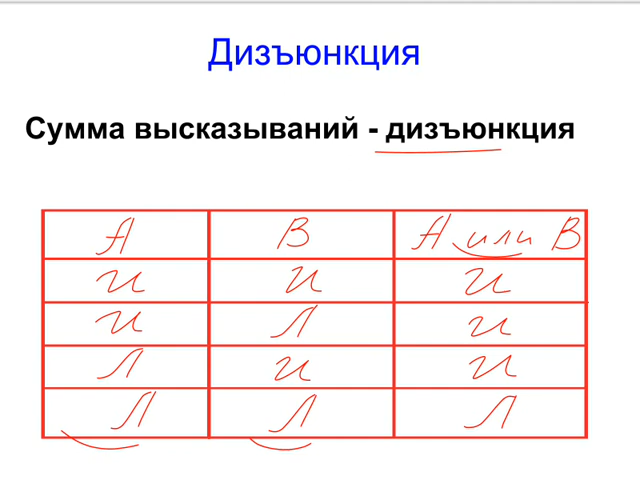 Дизъюнкция
Сумма высказываний - дизъюнкция
А В А или В
И И И
И Л И
Л И И
Л Л Л